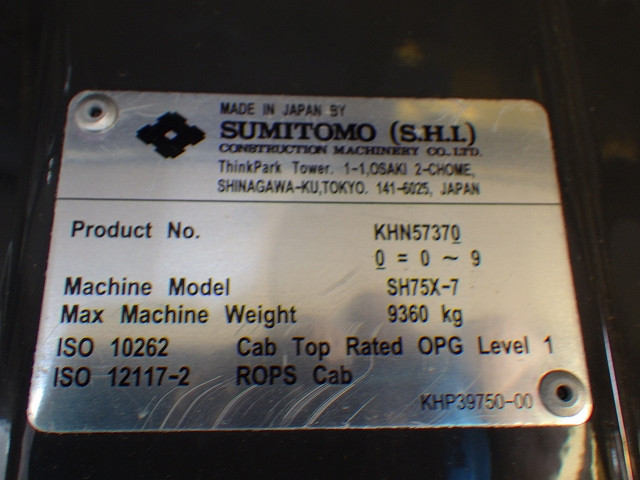 MADE IN JAPAN BY
SUMITOMO (S.H.I.)
CONSTRUCTION MACHINERY CO., LTD.
ThinkPark Tower. 1-1,OSAKI 2-CHOME,
SHINAGAWA-KU,TOKYO. 141-6025, JAPAN
Product No. KHN57370
0 = 0 ~ 9
Machine Model SH75X-7
Max Machine Weight 9360 kg
ISO 10262 Cab Top Rated OPG Level 1
ISO 12117-2 ROPS Cab
KHP39750-00